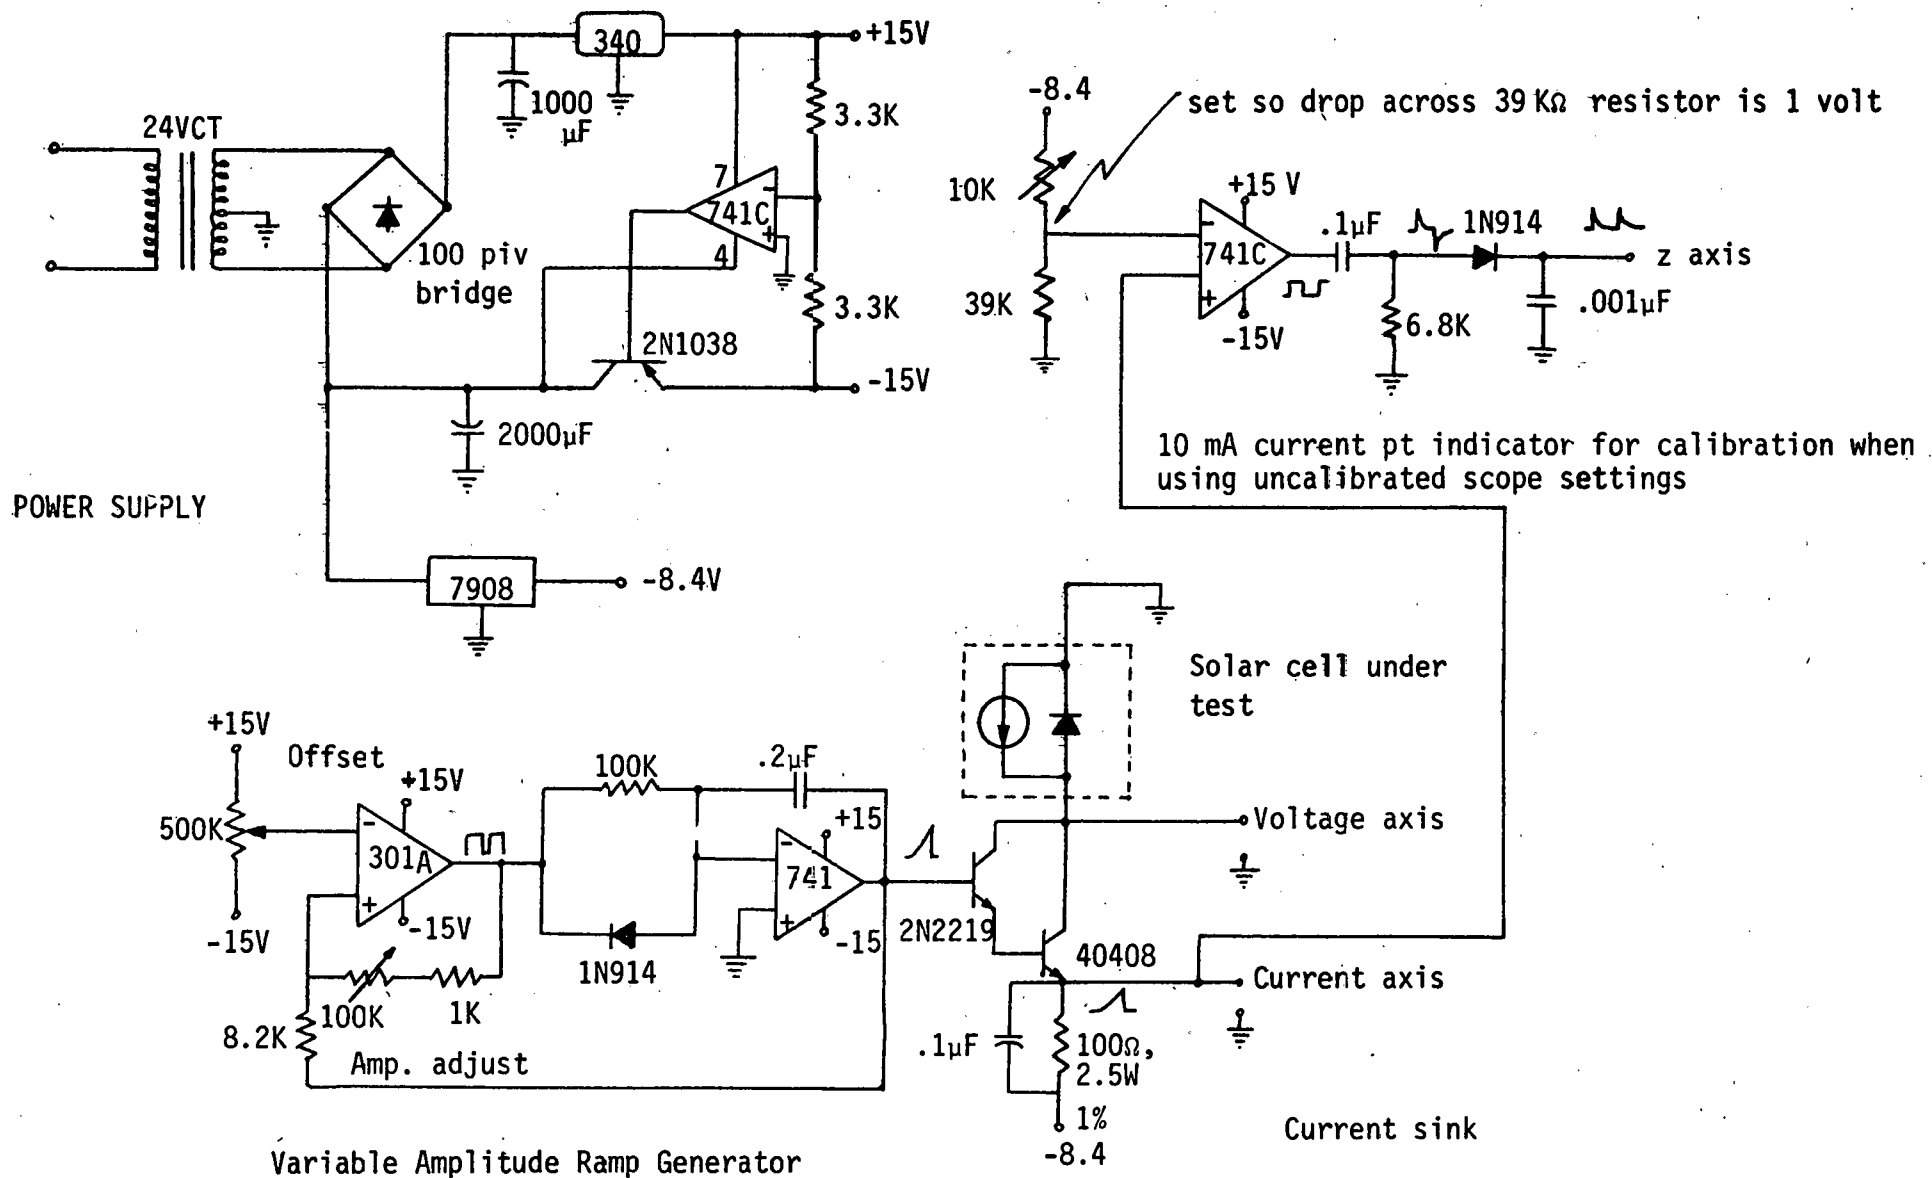 340
+15V
1000
µF
3.3K
24VCT
7
-
741C
+
4
100 piv
bridge
3.3K
2N1038
-15V
2000µF
POWER SUPPLY
7908
-8.4V
-8.4
set so drop across 39 KΩ resistor is 1 volt
10K
+15 V
-
741C
+
-15V
39K
.1µF
1N914
z axis
6.8K
.001µF
10 mA current pt indicator for calibration when
using uncalibrated scope settings
Solar cell under
test
+15V
Offset
+15V
500K
-
301A
+
-15V
-15V
100K
1K
8.2K
Amp. adjust
100K
.2µF
1N914
+15
-
741
+
-15
2N2219
Voltage axis
40408
Current axis
.1µF
100Ω,
2.5W
1%
-8.4
Current sink
Variable Amplitude Ramp Generator